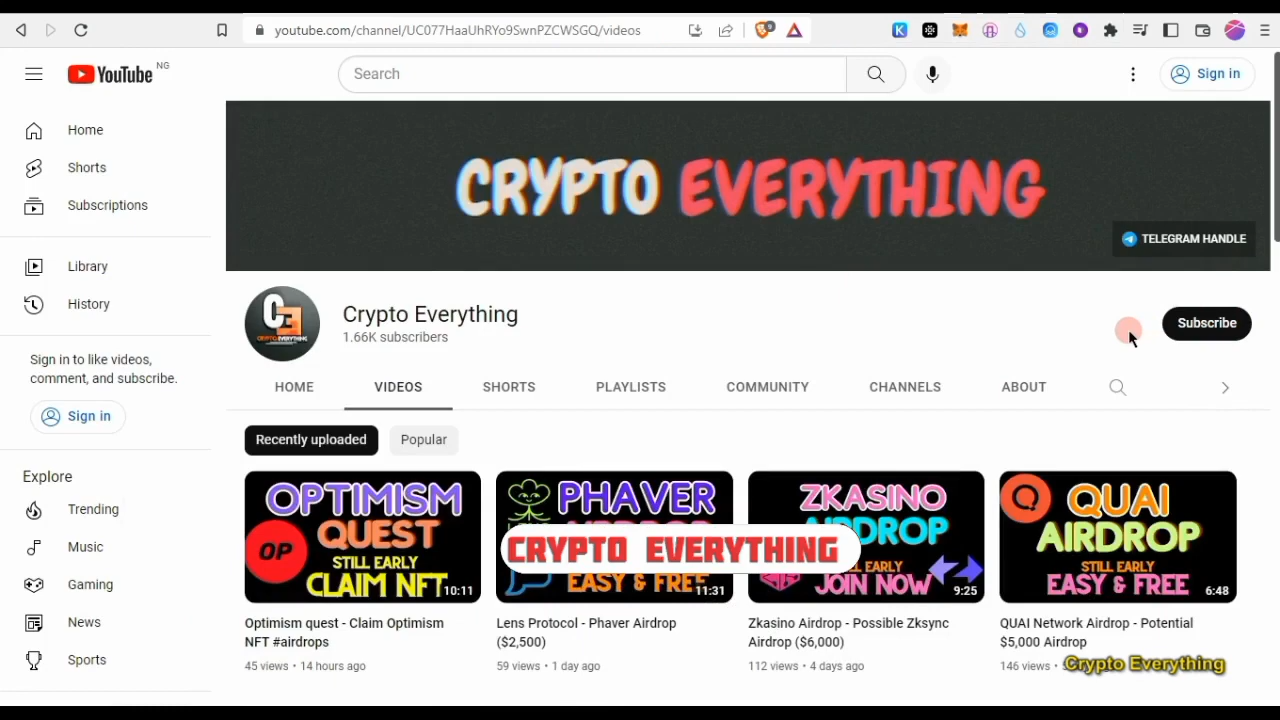 youtube.com/channel/UC077HaaUhRYo9SwnPZCWSGQ/videos
YouTube NG
Search
Sign in
Home
Shorts
Subscriptions
Library
History
Sign in to like videos,
comment, and subscribe.
Sign in
Explore
Trending
Music
Gaming
News
Sports
CRYPTO EVERYTHING
TELEGRAM HANDLE
CE
CRYPTO EVERYTHING
Crypto Everything
1.66K subscribers
Subscribe
HOME
VIDEOS
SHORTS
PLAYLISTS
COMMUNITY
CHANNELS
ABOUT
Recently uploaded
Popular
OPTIMISM
QUEST
OP
STILL EARLY
CLAIM NFT
10:11
Optimism quest - Claim Optimism
NFT #airdrops
45 views • 14 hours ago
PHAVER
EASY & FREE
11:31
Lens Protocol - Phaver Airdrop
($2,500)
59 views • 1 day ago
CRYPTO EVERYTHING
ZKASINO
AIRDROP
STILL EARLY
JOIN NOW
9:25
Zkasino Airdrop - Possible Zksync
Airdrop ($6,000)
112 views • 4 days ago
QUAI
AIRDROP
STILL EARLY
EASY & FREE
6:48
QUAI Network Airdrop - Potential
$5,000 Airdrop
146 views •
Crypto Everything